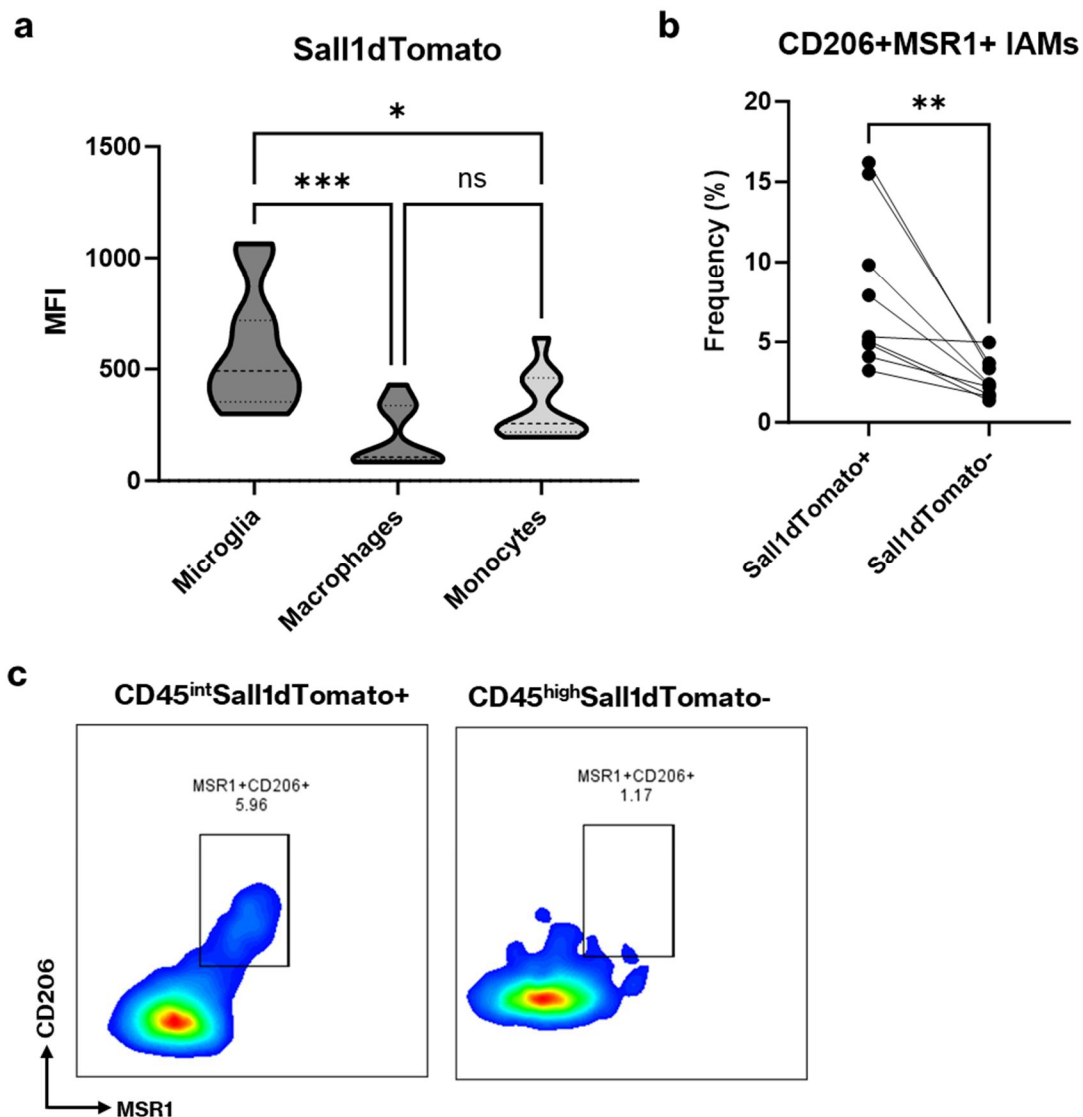 a
Sall1dTomato
*
*** ns
1500
1000
500
0
MFI
Microglia
Macrophages
Monocytes
b
CD206+MSR1+ IAMs
**
20
15
10
5
0
Frequency (%)
Sall1dTomato+
Sall1dTomato-
c
CD45intSall1dTomato+
MSR1+CD206+
5.96
CD45highSall1dTomato-
MSR1+CD206+
1.17
CD206
MSR1